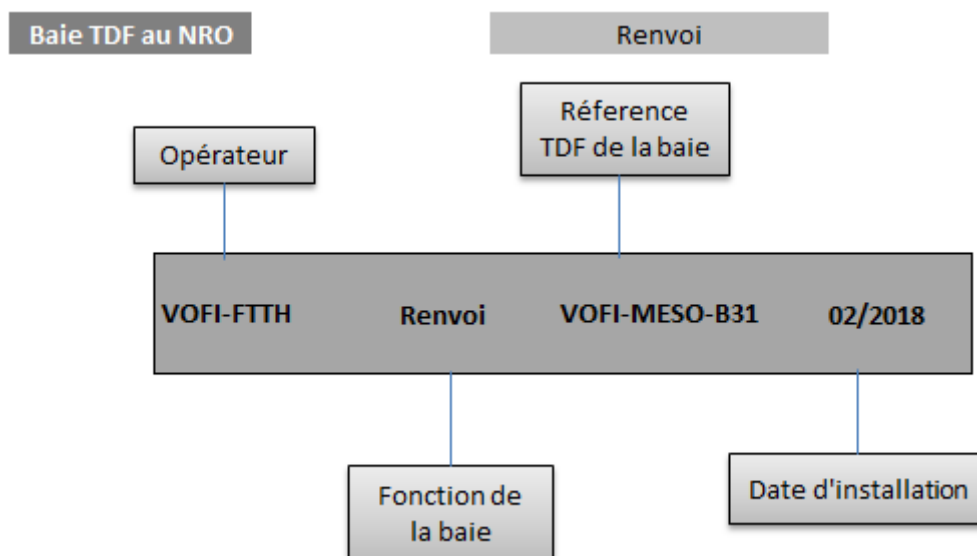 Baie TDF au NRO
Renvoi
Réference
TDF de la baie
Opérateur
VOFI-FTTH Renvoi VOFI-MESO-B31 02/2018
Fonction de
la baie
Date d'installation